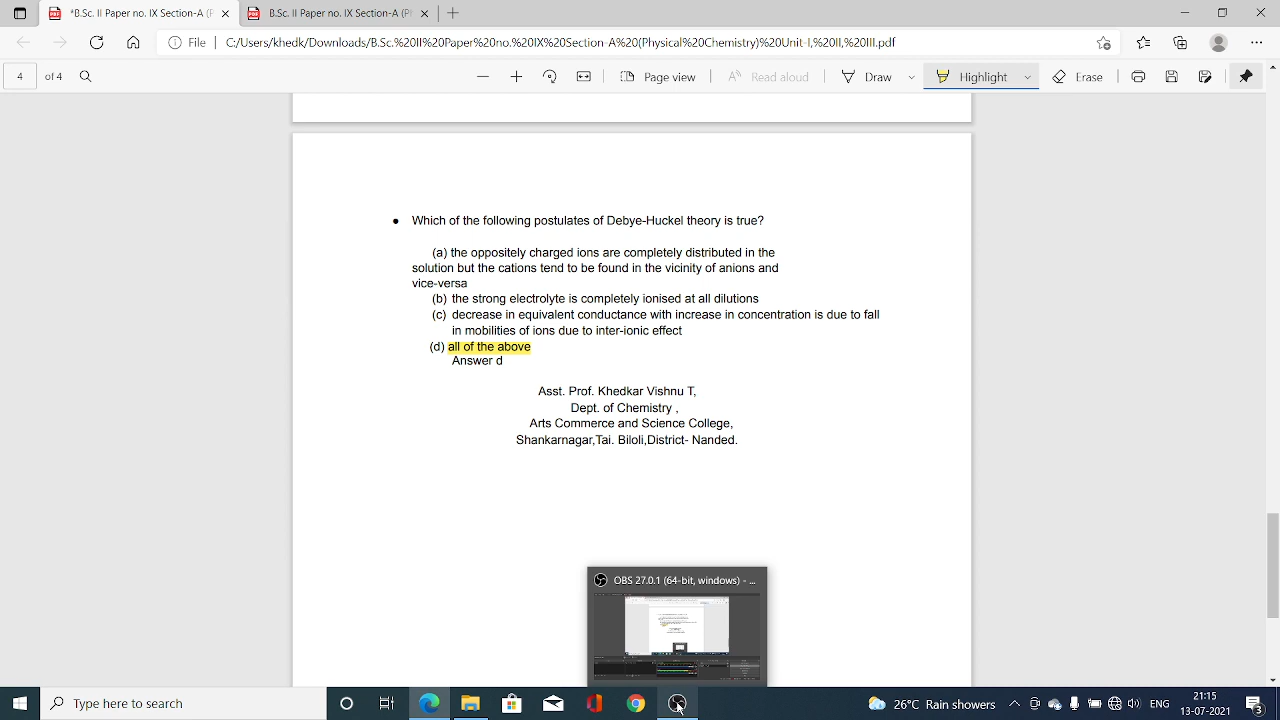 *B.Sc. II Paper no. IX Section-A (P
B.Sc. II Paper no. IX Section-A (P
File
C:/Users/khedk/Downloads/B.Sc.%20II%20Paper%20no.%20IX%20Section-A%20(Physical%20Chemistry)%20Unit-I,%20II,%20III.pdf
4
of 4
Page view
Read aloud
Draw
Highlight
Erase
● Which of the following postulates of Debye-Huckel theory is true?
(a) the oppositely charged ions are completely distributed in the
solution but the cations tend to be found in the vicinity of anions and
vice-versa
(b) the strong electrolyte is completely ionised at all dilutions
(c) decrease in equivalent conductance with increase in concentration is due to fall
in mobilities of ions due to inter-ionic effect
(d) all of the above
Answer d
Asst. Prof. Khedkar Vishnu T,
Dept. of Chemistry ,
Arts Commerce and Science College,
Shankarnagar,Tai. Biloli,District- Nanded.
OBS 27.0.1 (64-bit, windows) - ...
Type here to search
29°C Rain showers
ENG
21:15
13-07-2021
3